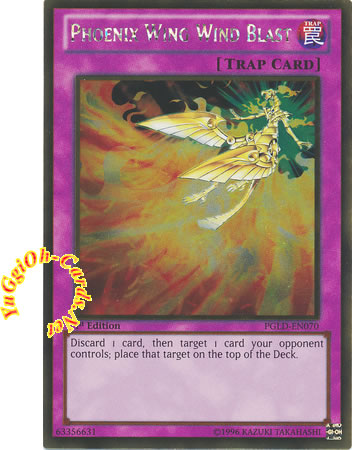 Phoenix Wing Wind Blast
TRAP
罠
[Trap Card]
YuGgiOh-Cards.Net
Edition
PGLD-EN070
Discard 1 card, then target 1 card your opponent
controls; place that target on the top of the Deck.
63356631
©1996 KAZUKI TAKAHASHI